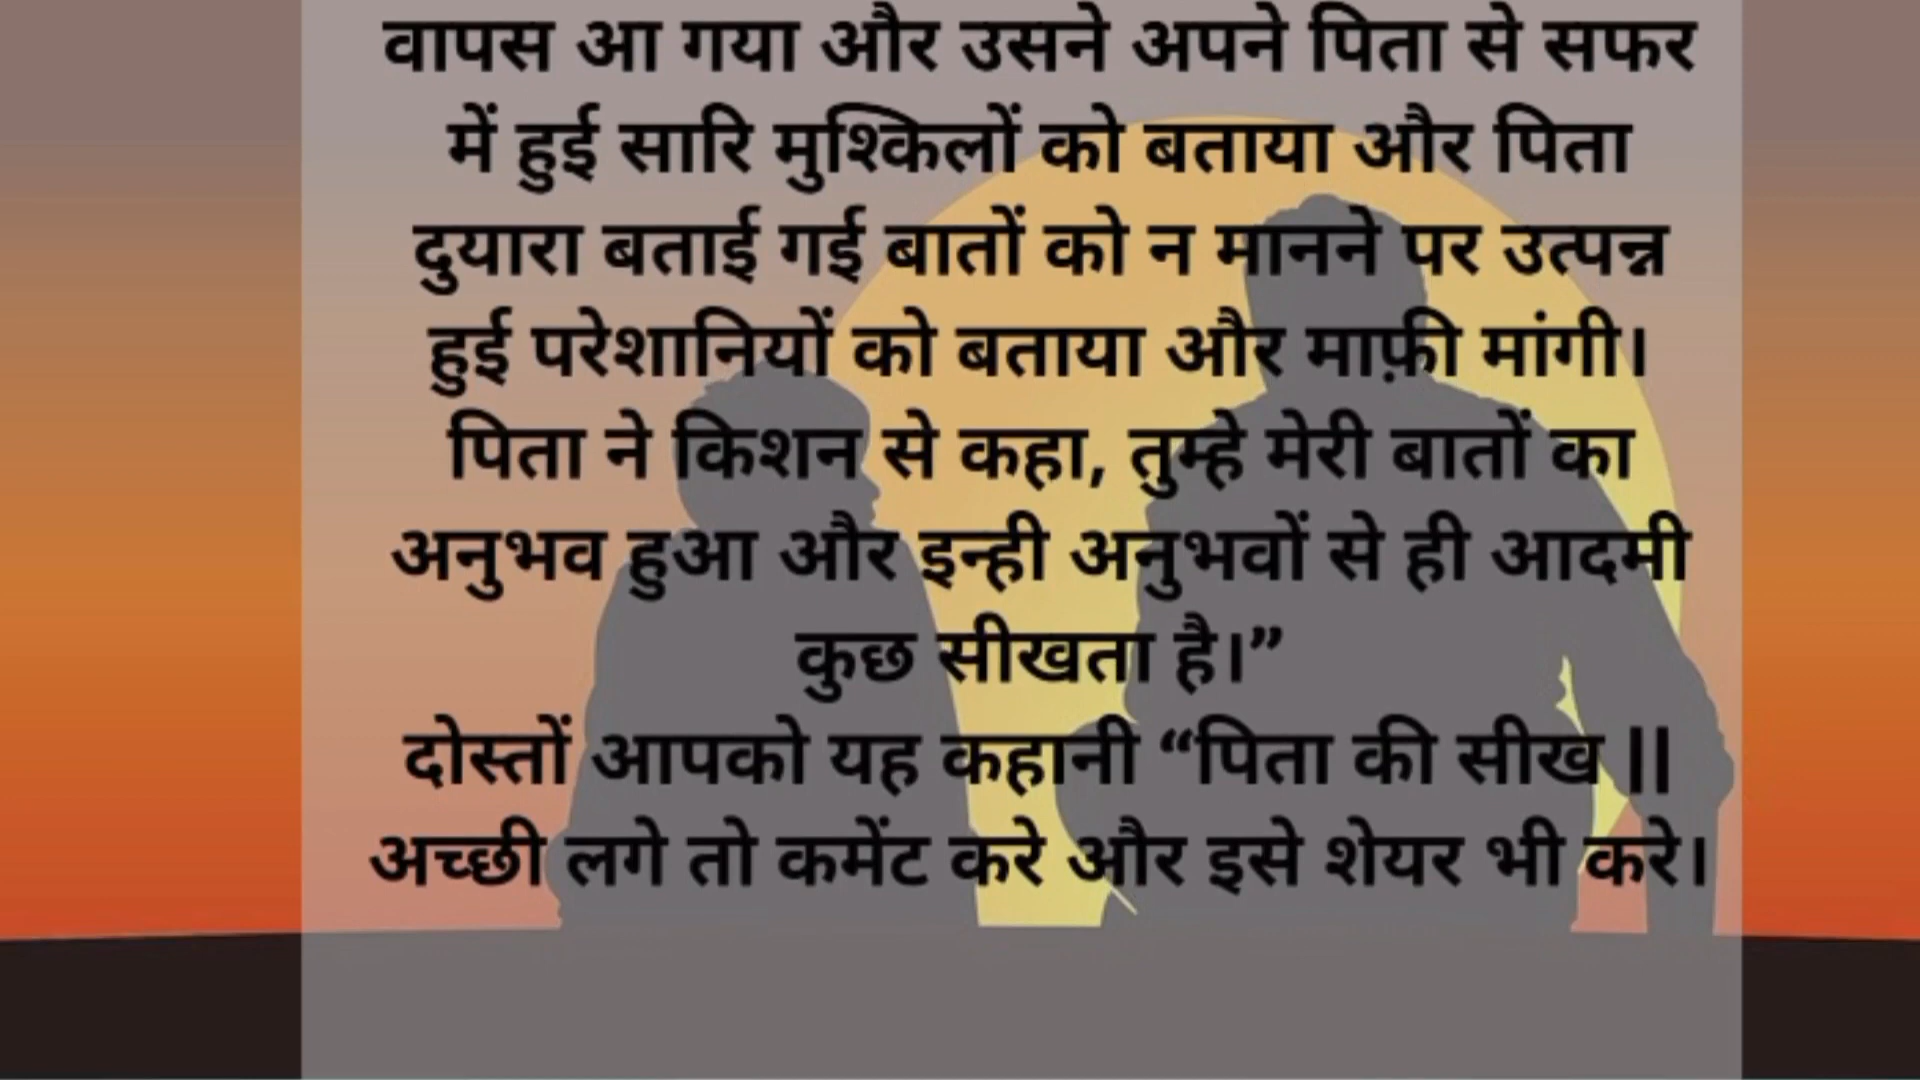 वापस आ गया और उसने अपने पिता से सफर
में हुई सारि मुश्किलों को बताया और पिता
दुयारा बताई गई बातों को न मानने पर उत्पन्न
हुई परेशानियों को बताया और माफ़ी मांगी।
पिता ने किशन से कहा, तुम्हे मेरी बातों का
अनुभव हुआ और इन्ही अनुभवों से ही आदमी
कुछ सीखता है।”
दोस्तों आपको यह कहानी “पिता की सीख ||
अच्छी लगे तो कमेंट करे और इसे शेयर भी करे।